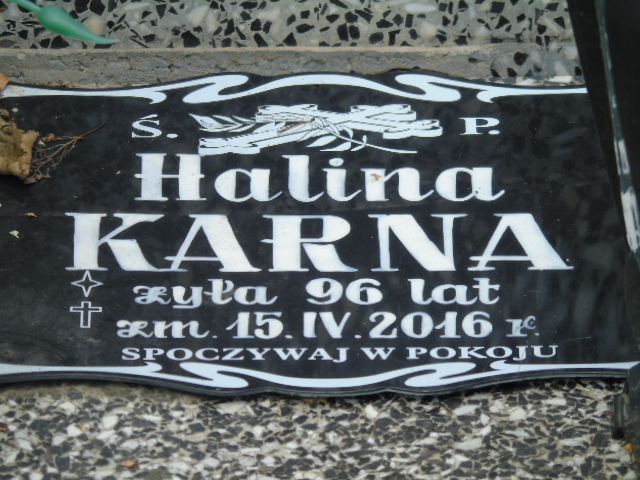 Ś. P.
Halina
KARNA
żyła 96 lat
zm. 15.IV.2016 r.
SPOCZYWAJ W POKOJU